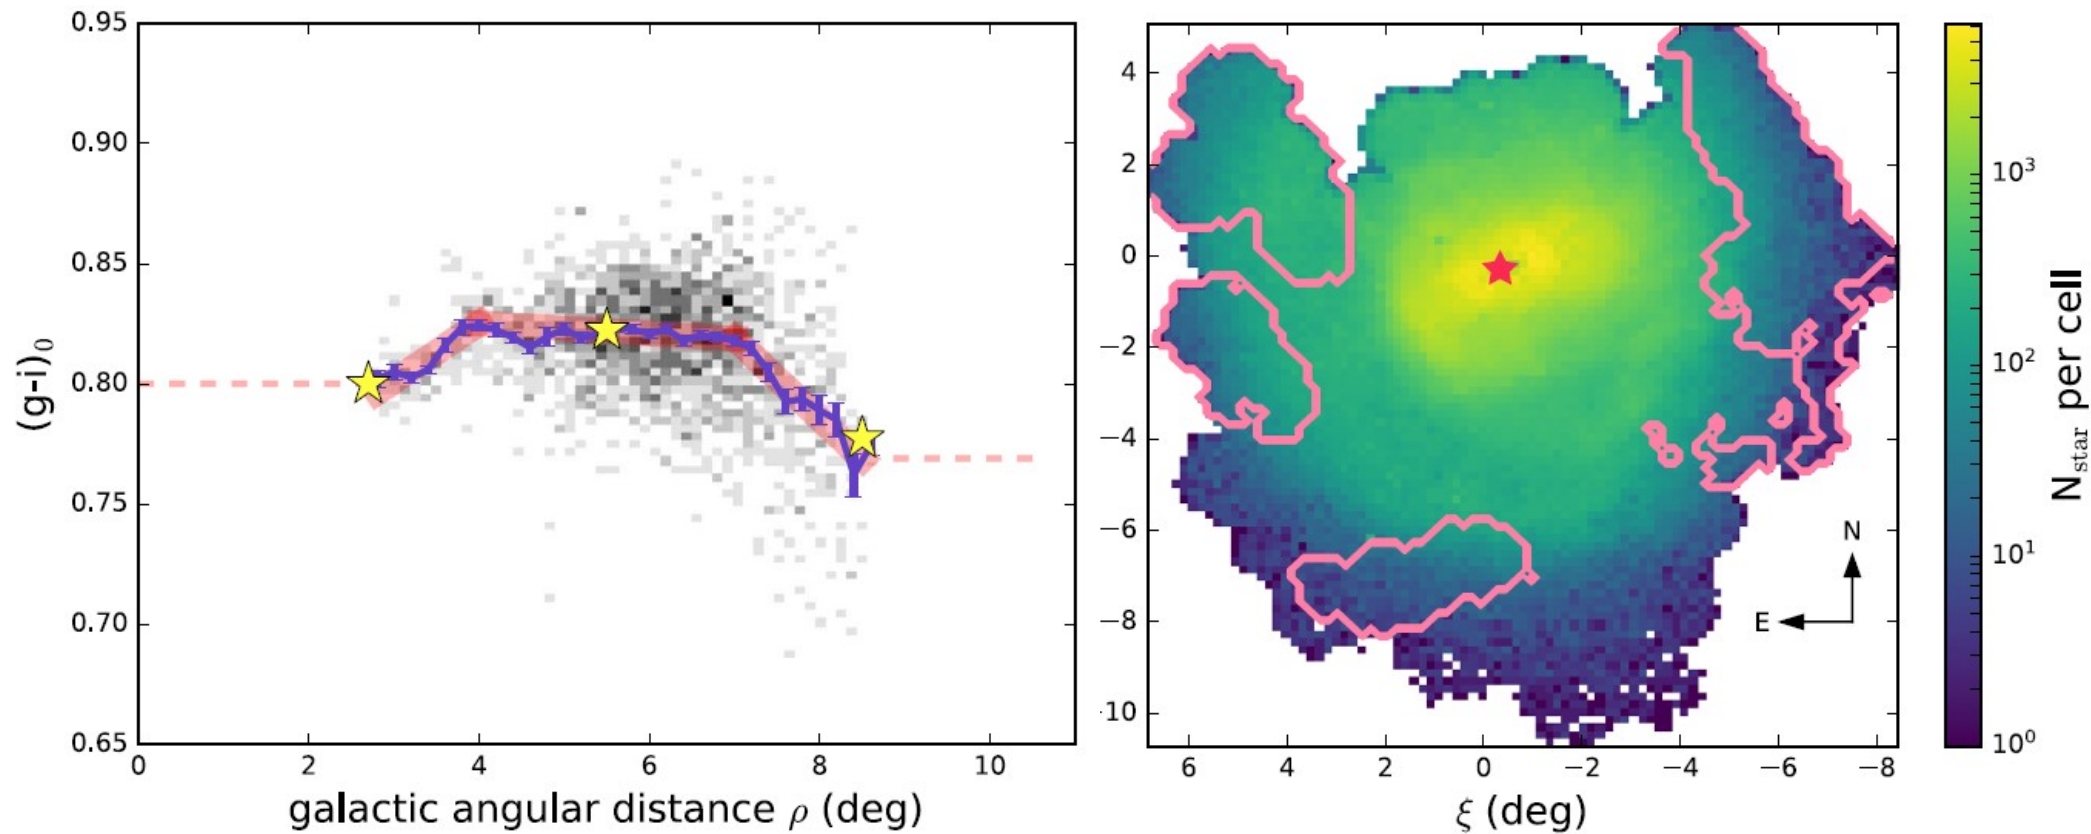 0.95
0.90
0.85
0.80
0.75
0.70
0.65
(g-i)₀
0 2 4 6 8 10
galactic angular distance ρ (deg)
4
2
0
−2
−4
−6
−8
10
6 4 2 0 −2 −4 −6 −8
ξ (deg)
N
E
10³
10²
10¹
10⁰
N_star per cell